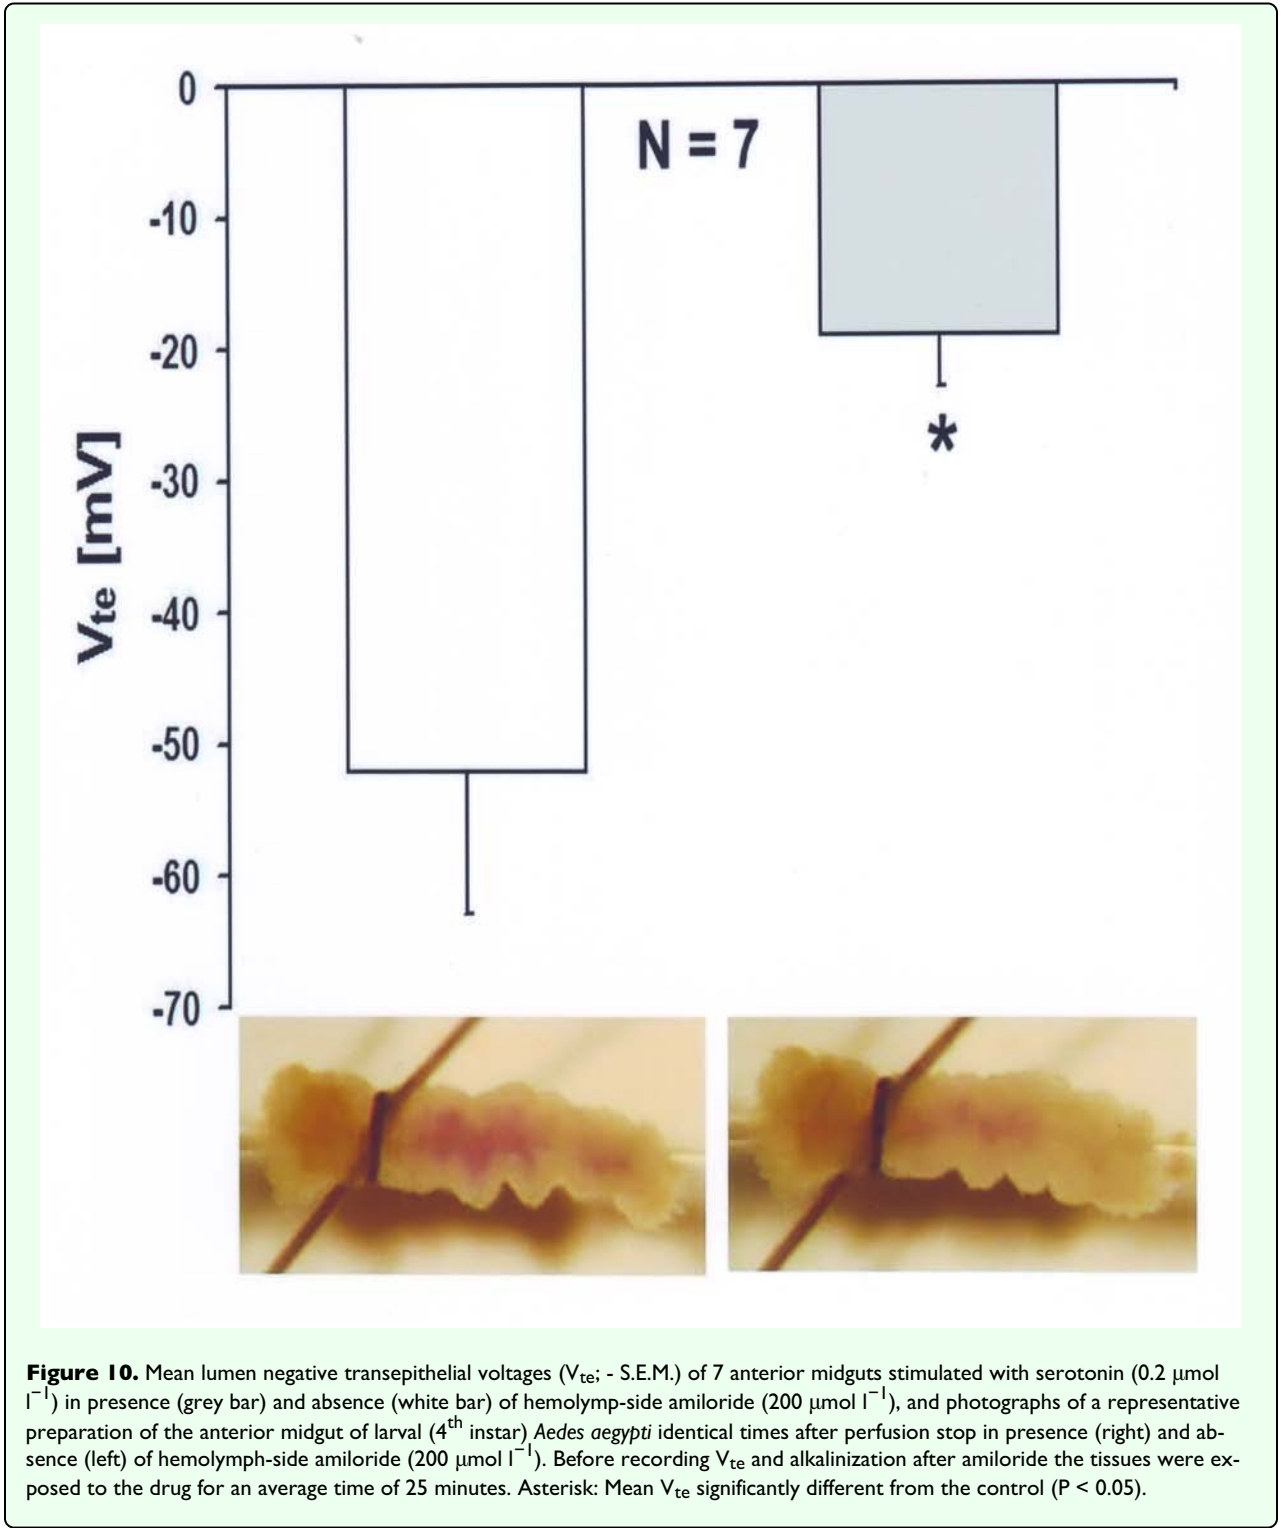 0
N = 7
-10
-20
*
-30
-40
-50
-60
-70
Vte [mV]
Figure 10. Mean lumen negative transepithelial voltages (Vte; - S.E.M.) of 7 anterior midguts stimulated with serotonin (0.2 μmol
l−1) in presence (grey bar) and absence (white bar) of hemolymp-side amiloride (200 μmol l−1), and photographs of a representative
preparation of the anterior midgut of larval (4th instar) Aedes aegypti identical times after perfusion stop in presence (right) and ab-
sence (left) of hemolymph-side amiloride (200 μmol l−1). Before recording Vte and alkalinization after amiloride the tissues were ex-
posed to the drug for an average time of 25 minutes. Asterisk: Mean Vte significantly different from the control (P < 0.05).